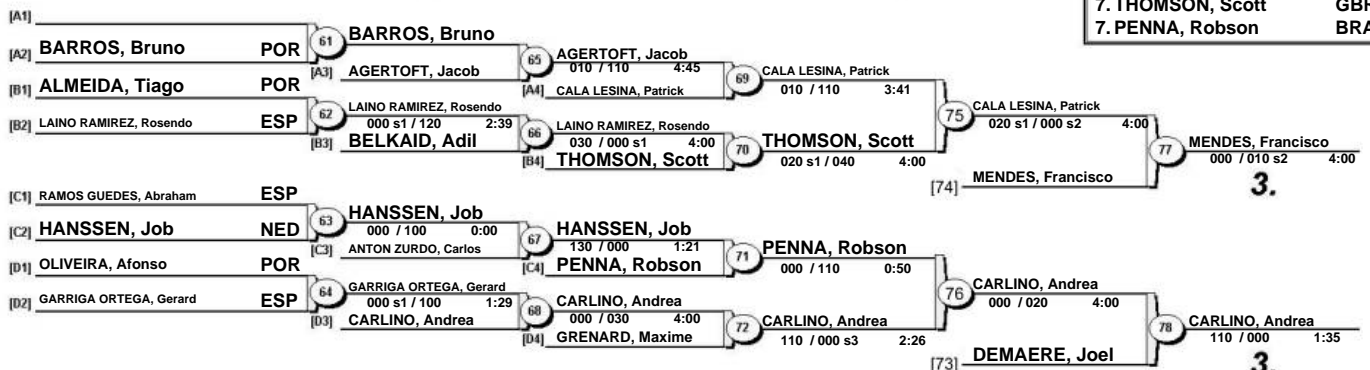 7. THOMSON, Scott GBR
7. PENNA, Robson BRA
[A1]
[A2] BARROS, Bruno POR
61 BARROS, Bruno
[A3] AGERTOFT, Jacob
65 AGERTOFT, Jacob
010 / 110 4:45
[A4] CALA LESINA, Patrick
69 CALA LESINA, Patrick
010 / 110 3:41
[B1] ALMEIDA, Tiago POR
[B2] LAINO RAMIREZ, Rosendo ESP
62 LAINO RAMIREZ, Rosendo
000 s1 / 120 2:39
[B3] BELKAID, Adil
66 LAINO RAMIREZ, Rosendo
030 / 000 s1 4:00
[B4] THOMSON, Scott
70 THOMSON, Scott
020 s1 / 040 4:00
75 CALA LESINA, Patrick
020 s1 / 000 s2 4:00
[74] MENDES, Francisco
77 MENDES, Francisco
000 / 010 s2 4:00
3.
[C1] RAMOS GUEDES, Abraham ESP
[C2] HANSSEN, Job NED
63 HANSSEN, Job
000 / 100 0:00
[C3] ANTON ZURDO, Carlos
67 HANSSEN, Job
130 / 000 1:21
[C4] PENNA, Robson
71 PENNA, Robson
000 / 110 0:50
[D1] OLIVEIRA, Afonso POR
[D2] GARRIGA ORTEGA, Gerard ESP
64 GARRIGA ORTEGA, Gerard
000 s1 / 100 1:29
[D3] CARLINO, Andrea
68 CARLINO, Andrea
000 / 030 4:00
[D4] GRENARD, Maxime
72 CARLINO, Andrea
110 / 000 s3 2:26
76 CARLINO, Andrea
000 / 020 4:00
[73] DEMAERE, Joel
78 CARLINO, Andrea
110 / 000 1:35
3.